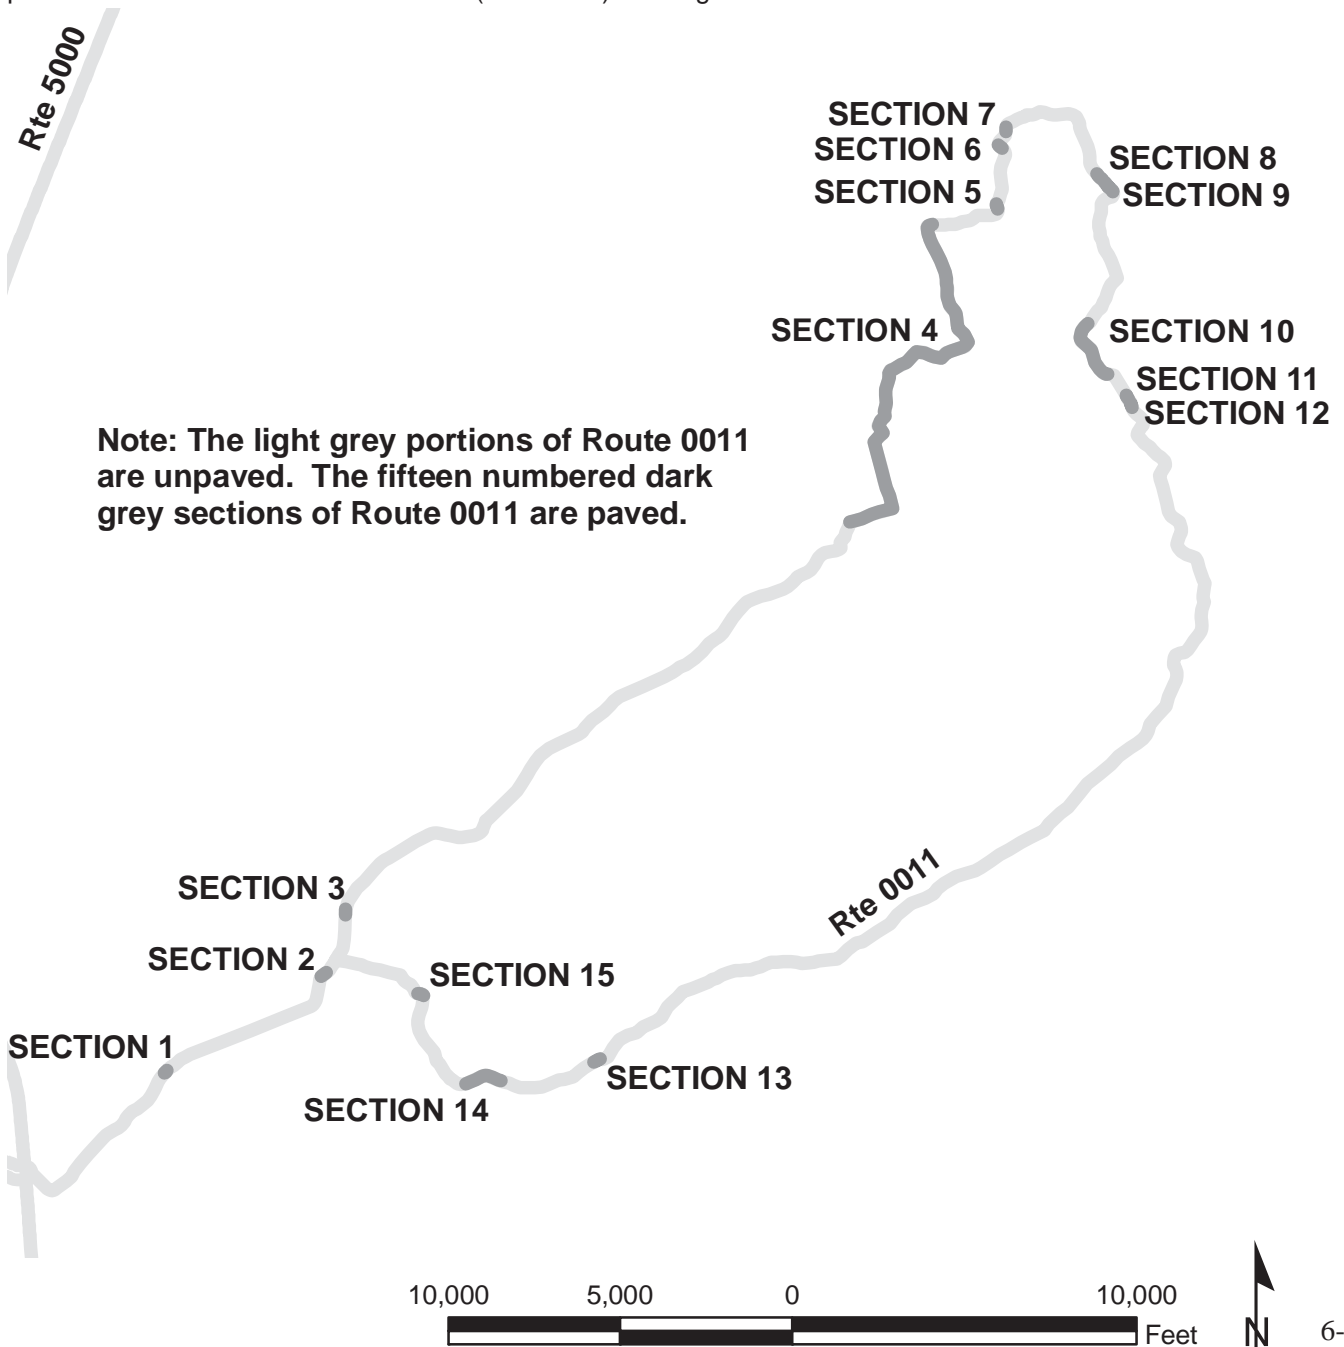 Rte 5000
SECTION 7
SECTION 6
SECTION 8
SECTION 5
SECTION 9
SECTION 4
SECTION 10
SECTION 11
SECTION 12
Note: The light grey portions of Route 0011
are unpaved. The fifteen numbered dark
grey sections of Route 0011 are paved.
Rte 0011
SECTION 3
SECTION 2
SECTION 15
SECTION 1
SECTION 13
SECTION 14
10,000 5,000 0 10,000
Feet
N
6-